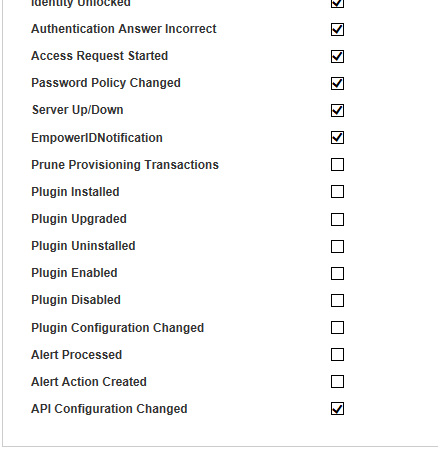 Identity Unlocked
Authentication Answer Incorrect
Access Request Started
Password Policy Changed
Server Up/Down
EmpowerIDNotification
Prune Provisioning Transactions
Plugin Installed
Plugin Upgraded
Plugin Uninstalled
Plugin Enabled
Plugin Disabled
Plugin Configuration Changed
Alert Processed
Alert Action Created
API Configuration Changed